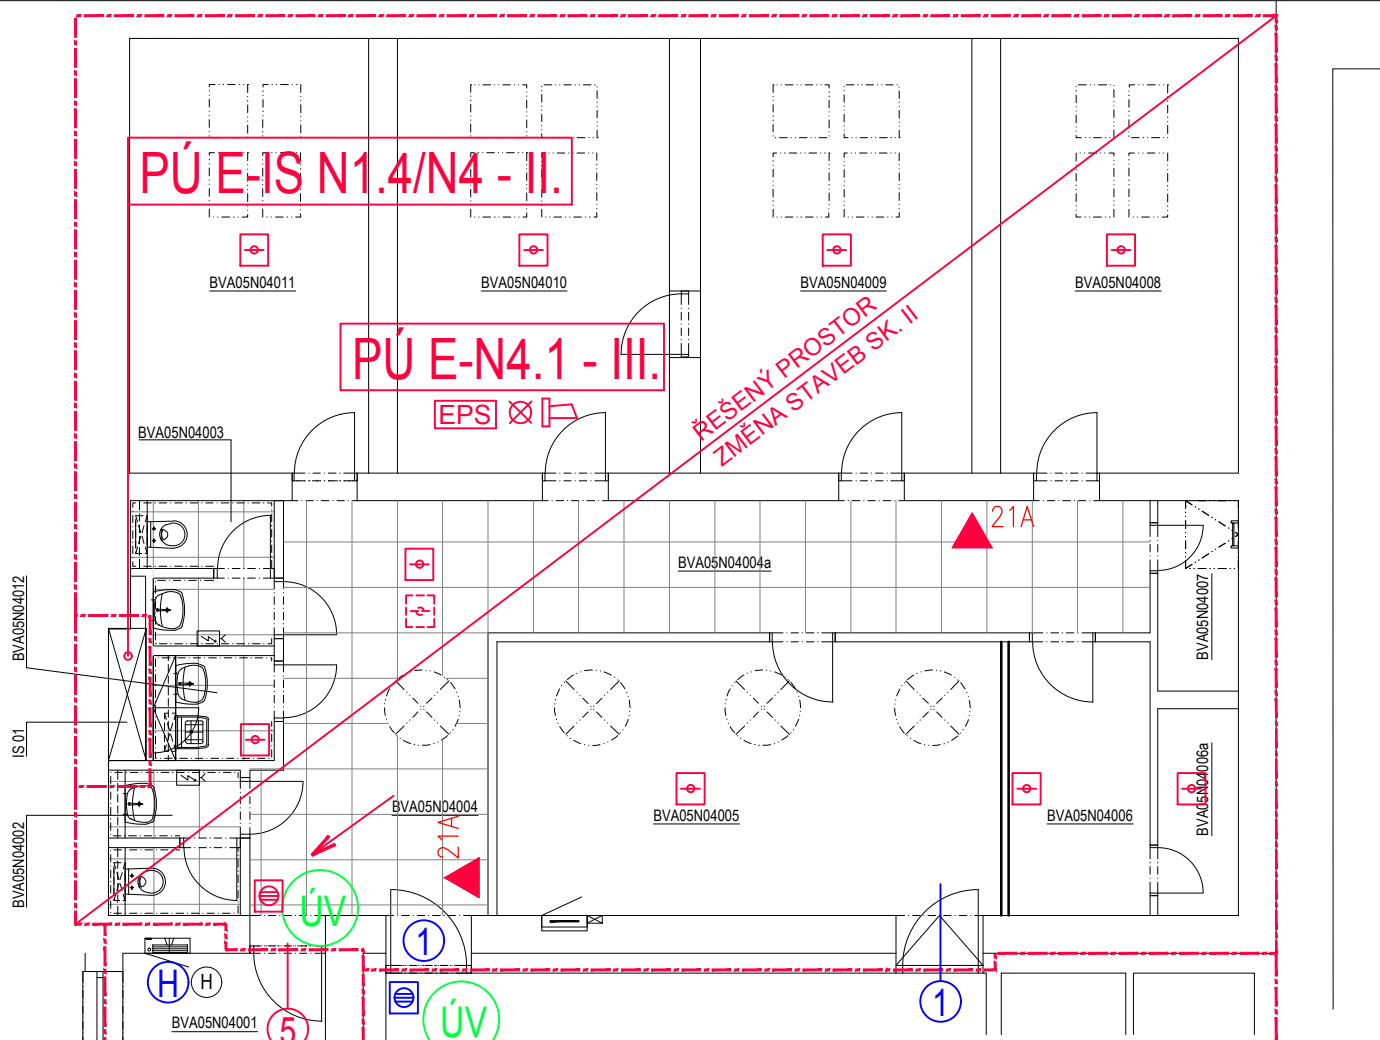 PÚ E-IS N1.4/N4 - II.
BVA05N04011
BVA05N04010
BVA05N04009
BVA05N04008
PÚ E-N4.1 - III.
ŘEŠENÝ PROSTOR
ZMĚNA STAVEB SK. II
EPS
BVA05N04003
21A
BVA05N04004a
BVA05N04012
BVA05N04007
IS 01
BVA05N04006a
BVA05N04004
BVA05N04005
BVA05N04006
21A
BVA05N04002
ÚV
1
H
H
1
ÚV
BVA05N04001
5